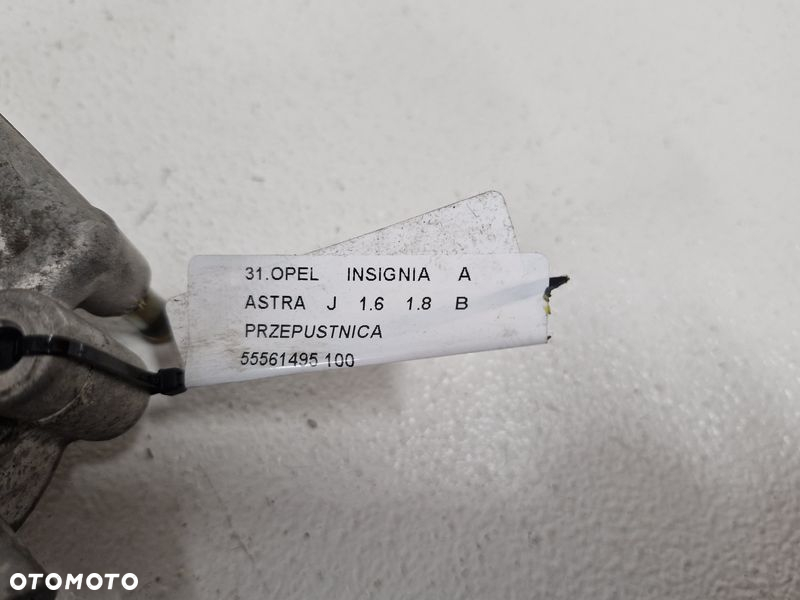 31.OPEL INSIGNIA A
ASTRA J 1.6 1.8 B
PRZEPUSTNICA
55561495 100
OTOMOTO